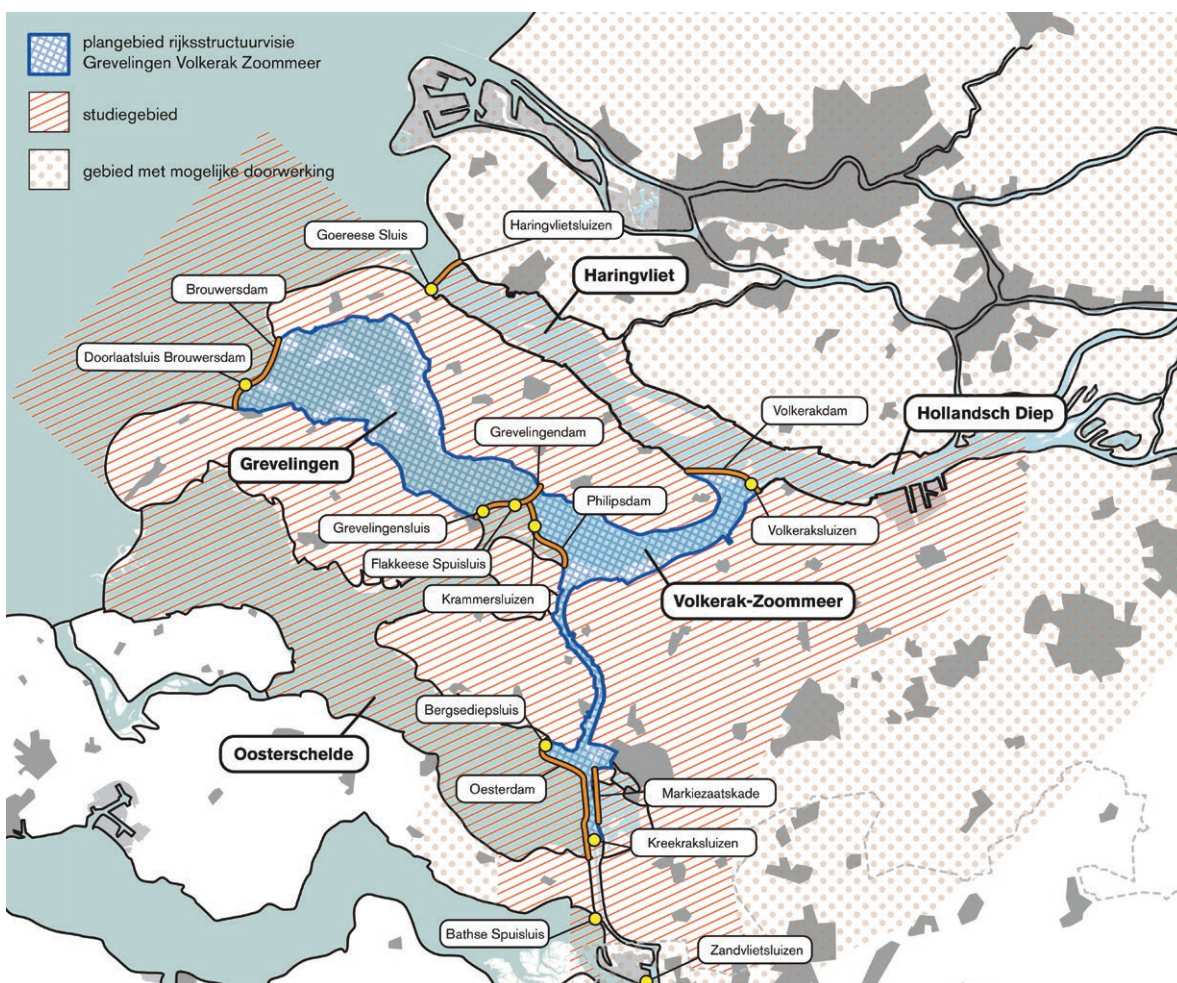 plangebied rijksstructuurvisie
Grevelingen Volkerak Zoommeer
studiegebied
gebied met mogelijke doorwerking
Goereese Sluis
Haringvlietsluizen
Haringvliet
Brouwersdam
Doorlaatsluis Brouwersdam
Volkerakdam
Hollandsch Diep
Grevelingendam
Grevelingen
Philipsdam
Grevelingensluis
Volkeraksluizen
Flakkeese Spuisluis
Krammersluizen
Volkerak-Zoommeer
Bergsediepsluis
Oosterschelde
Oesterdam
Markiezaatskade
Kreekraksluizen
Bathse Spuisluis
Zandvlietsluizen